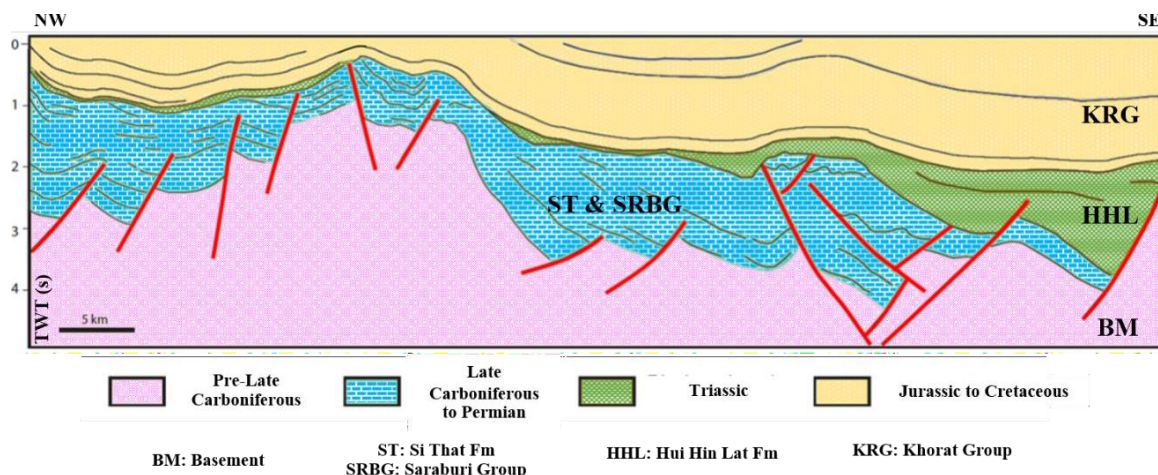 NW
SE
0
1
KRG
2
ST & SRBG
HHL
3
4
TWT (s)
5 km
BM
Pre-Late
Carboniferous
Late
Carboniferous
to Permian
Triassic
Jurassic to Cretaceous
BM: Basement
ST: Si That Fm
SRBG: Saraburi Group
HHL: Hui Hin Lat Fm
KRG: Khorat Group